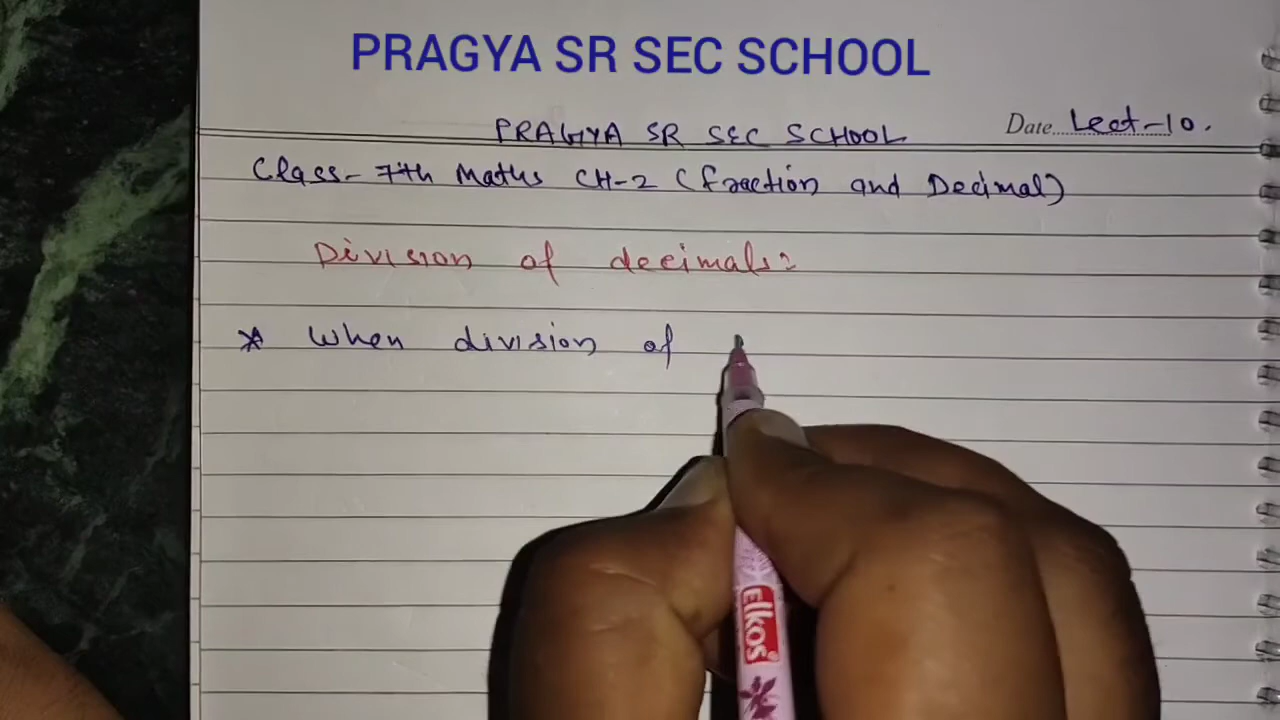 PRAGYA SR SEC SCHOOL
PRAGYA SR SEC SCHOOL
Date Lect-10.
Class- 7th Maths CH-2 (fraction and Decimal)
Division of decimals:
* When division of
Elkos